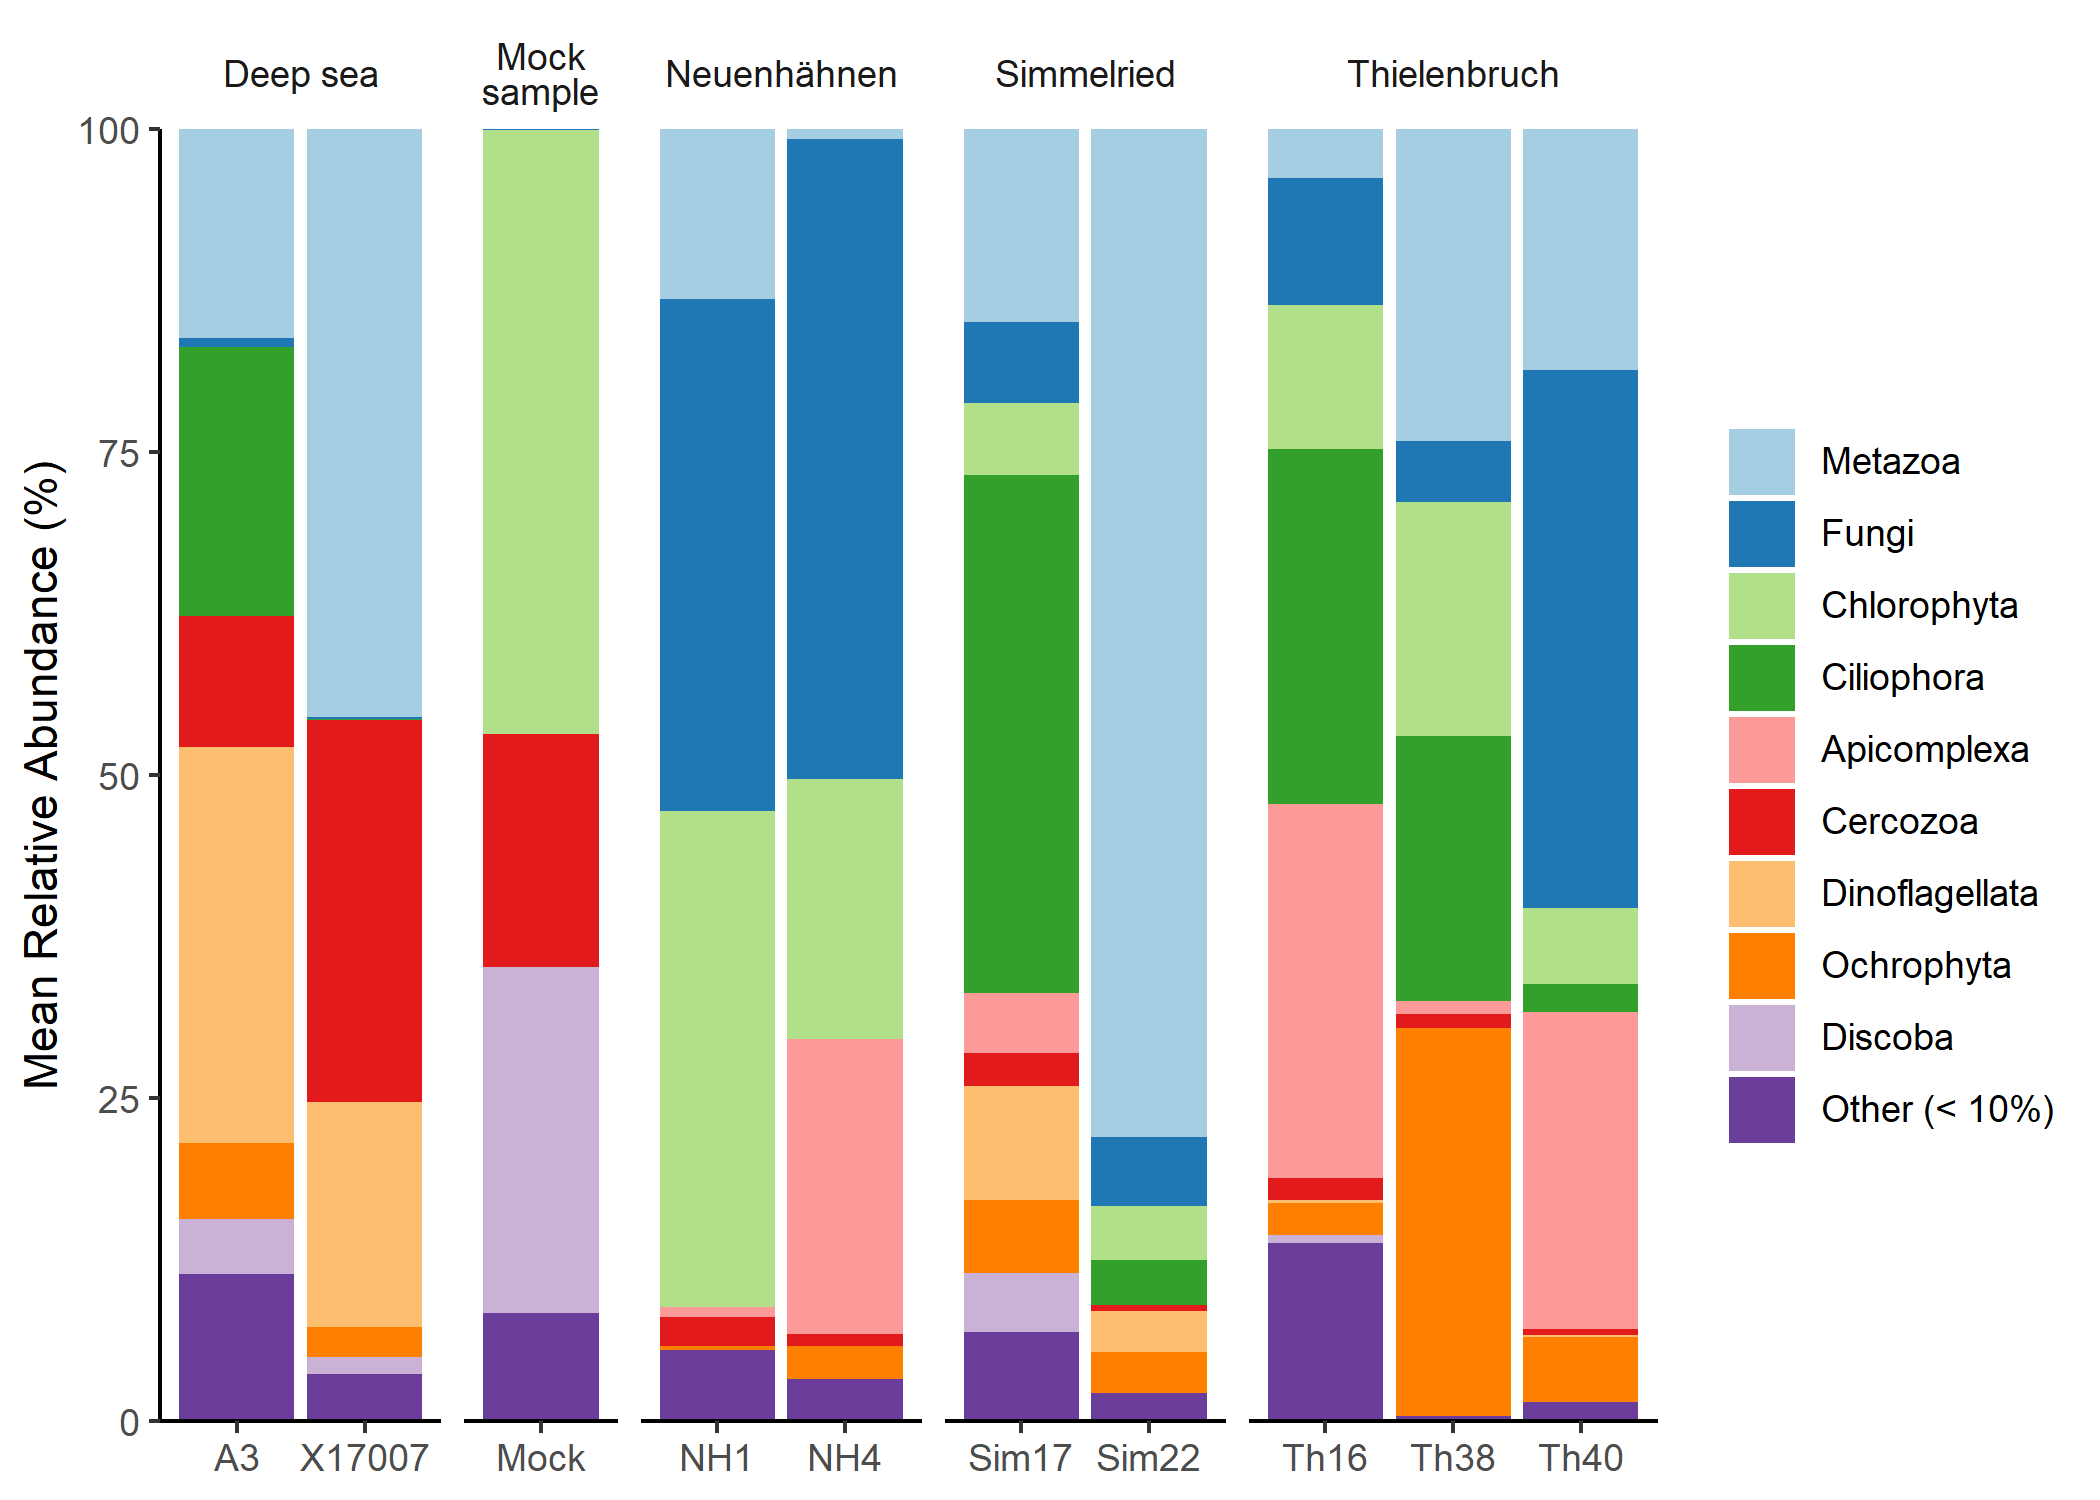 Deep sea
Mock
sample
Neuenhähnen
Simmelried
Thielenbruch
Mean Relative Abundance (%)
100
75
50
25
0
A3
X17007
Mock
NH1
NH4
Sim17
Sim22
Th16
Th38
Th40
Metazoa
Fungi
Chlorophyta
Ciliophora
Apicomplexa
Cercozoa
Dinoflagellata
Ochrophyta
Discoba
Other (< 10%)